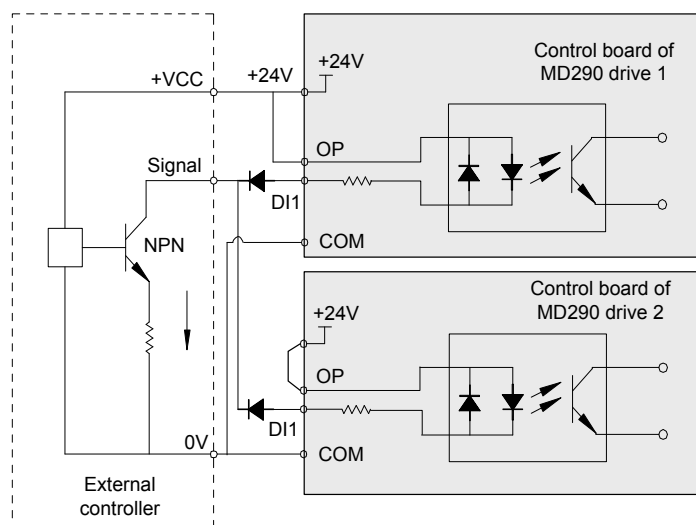 Control board of
MD290 drive 1
+VCC
+24V
+24V
OP
Signal
DI1
NPN
COM
Control board of
MD290 drive 2
+24V
OP
DI1
0V
COM
External
controller